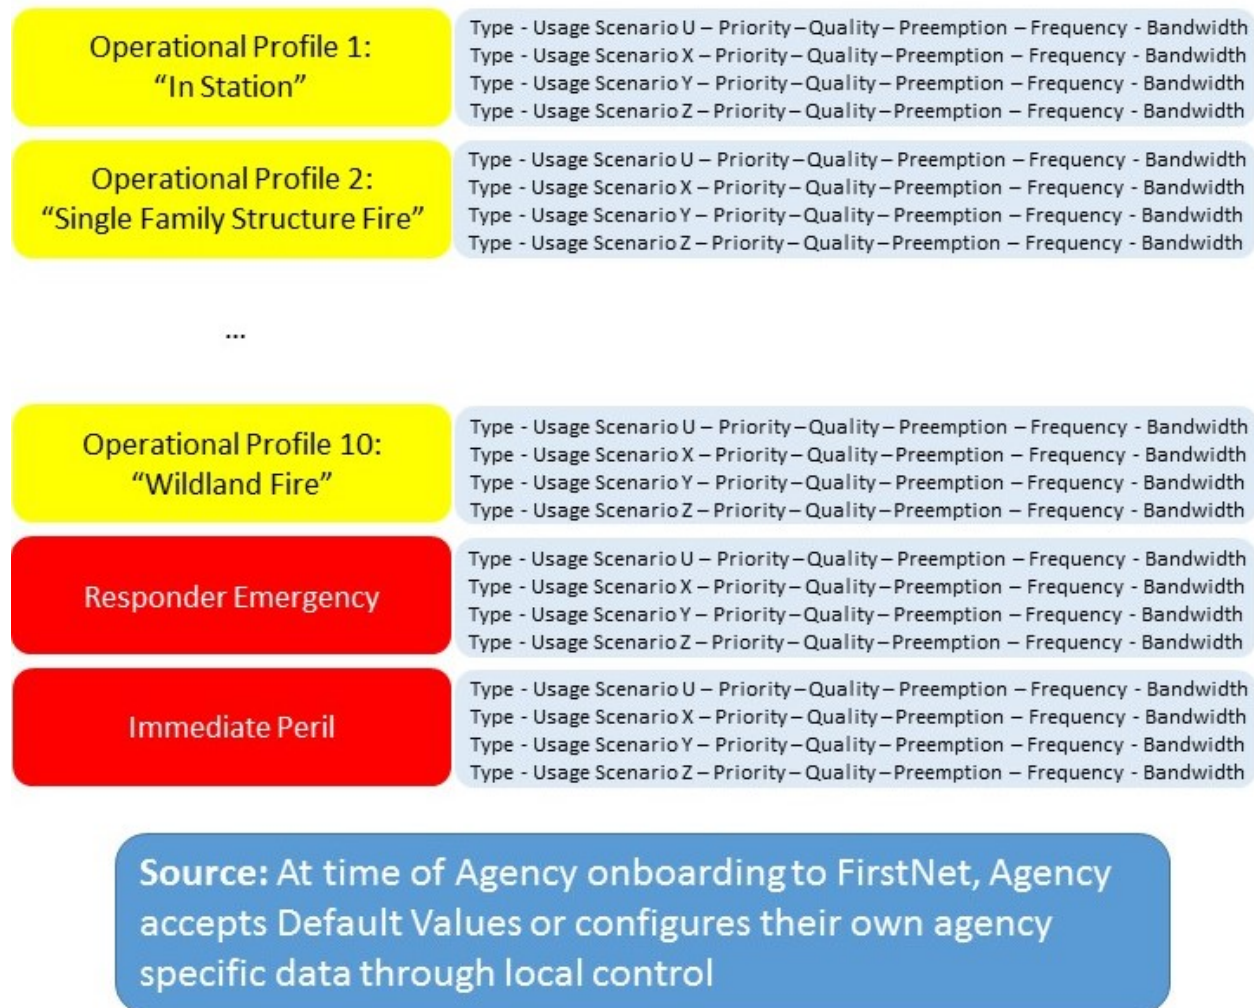 Operational Profile 1:
“In Station”
Type - Usage Scenario U – Priority – Quality – Preemption – Frequency - Bandwidth
Type - Usage Scenario X – Priority – Quality – Preemption – Frequency - Bandwidth
Type - Usage Scenario Y – Priority – Quality – Preemption – Frequency - Bandwidth
Type - Usage Scenario Z – Priority – Quality – Preemption – Frequency - Bandwidth
Operational Profile 2:
“Single Family Structure Fire”
Type - Usage Scenario U – Priority – Quality – Preemption – Frequency - Bandwidth
Type - Usage Scenario X – Priority – Quality – Preemption – Frequency - Bandwidth
Type - Usage Scenario Y – Priority – Quality – Preemption – Frequency - Bandwidth
Type - Usage Scenario Z – Priority – Quality – Preemption – Frequency - Bandwidth
...
Operational Profile 10:
“Wildland Fire”
Type - Usage Scenario U – Priority – Quality – Preemption – Frequency - Bandwidth
Type - Usage Scenario X – Priority – Quality – Preemption – Frequency - Bandwidth
Type - Usage Scenario Y – Priority – Quality – Preemption – Frequency - Bandwidth
Type - Usage Scenario Z – Priority – Quality – Preemption – Frequency - Bandwidth
Responder Emergency
Type - Usage Scenario U – Priority – Quality – Preemption – Frequency - Bandwidth
Type - Usage Scenario X – Priority – Quality – Preemption – Frequency - Bandwidth
Type - Usage Scenario Y – Priority – Quality – Preemption – Frequency - Bandwidth
Type - Usage Scenario Z – Priority – Quality – Preemption – Frequency - Bandwidth
Immediate Peril
Type - Usage Scenario U – Priority – Quality – Preemption – Frequency - Bandwidth
Type - Usage Scenario X – Priority – Quality – Preemption – Frequency - Bandwidth
Type - Usage Scenario Y – Priority – Quality – Preemption – Frequency - Bandwidth
Type - Usage Scenario Z – Priority – Quality – Preemption – Frequency - Bandwidth
Source: At time of Agency onboarding to FirstNet, Agency
accepts Default Values or configures their own agency
specific data through local control